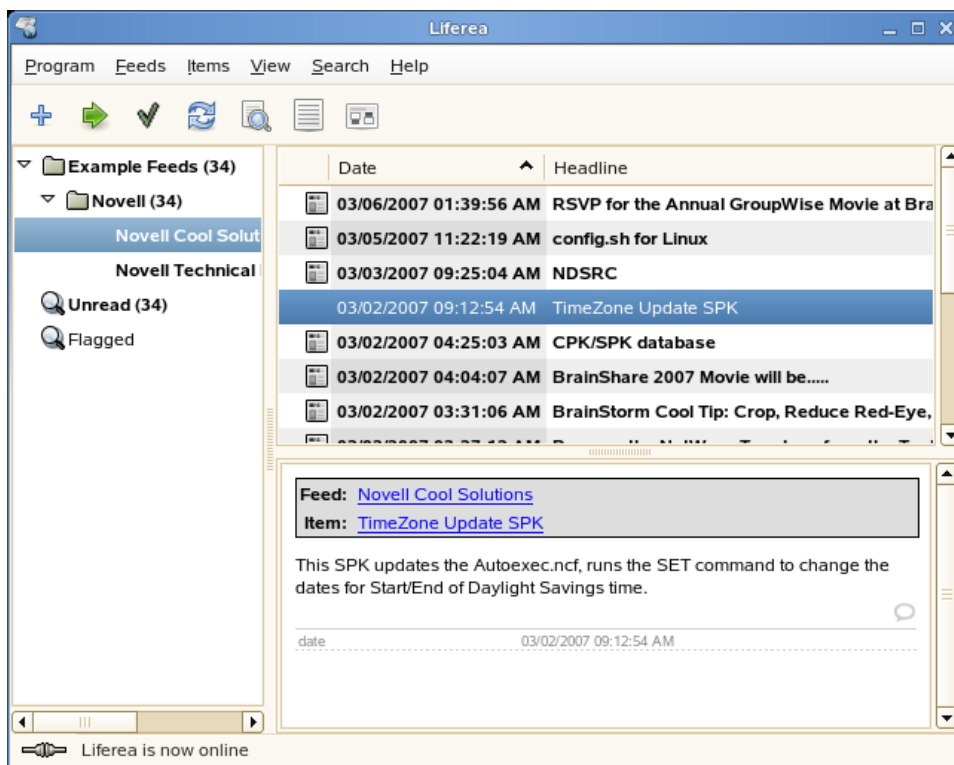 Liferea
Program Feeds Items View Search Help
Example Feeds (34)
Novell (34)
Novell Cool Solut
Novell Technical
Unread (34)
Flagged
Date Headline
03/06/2007 01:39:56 AM RSVP for the Annual GroupWise Movie at Bra
03/05/2007 11:22:19 AM config.sh for Linux
03/03/2007 09:25:04 AM NDSRC
03/02/2007 09:12:54 AM TimeZone Update SPK
03/02/2007 04:25:03 AM CPK/SPK database
03/02/2007 04:04:07 AM BrainShare 2007 Movie will be.....
03/02/2007 03:31:06 AM BrainStorm Cool Tip: Crop, Reduce Red-Eye,
Feed: Novell Cool Solutions
Item: TimeZone Update SPK
This SPK updates the Autoexec.ncf, runs the SET command to change the
dates for Start/End of Daylight Savings time.
date 03/02/2007 09:12:54 AM
Liferea is now online